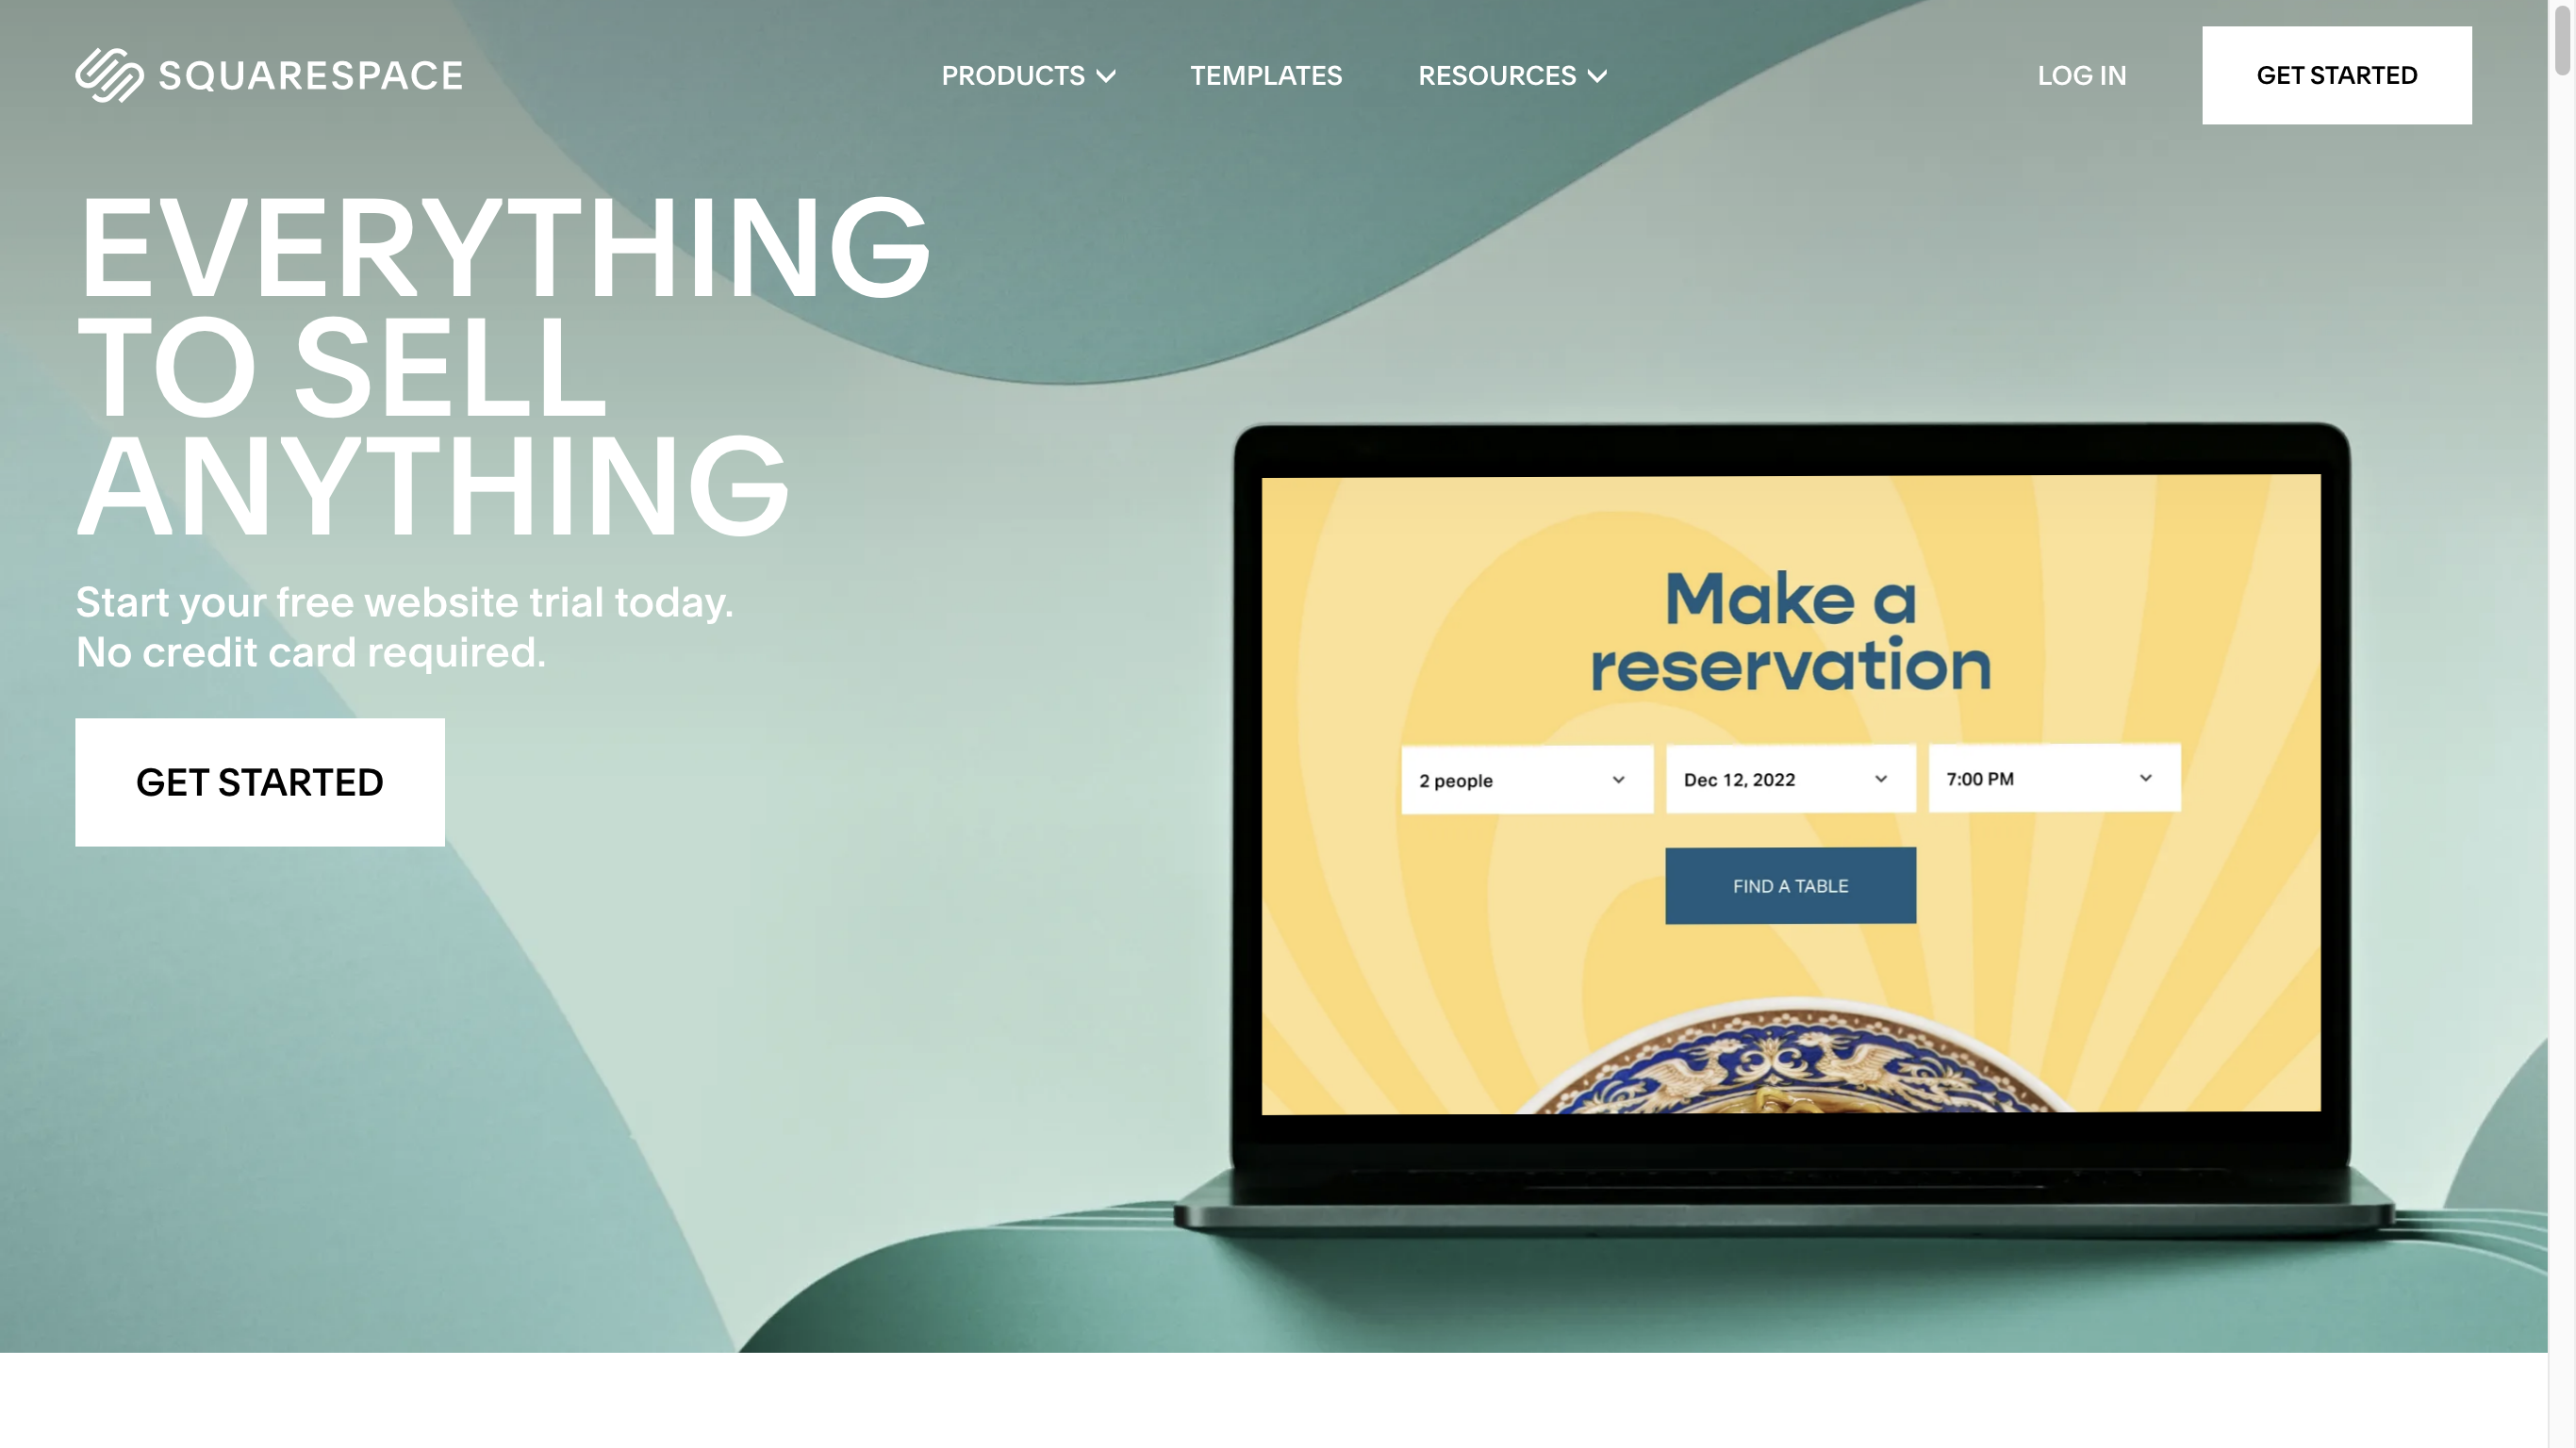 SQUARESPACE
PRODUCTS
TEMPLATES
RESOURCES
LOG IN
GET STARTED
EVERYTHING
TO SELL
ANYTHING
Start your free website trial today.
No credit card required.
GET STARTED
Make a
reservation
2 people
Dec 12, 2022
7:00 PM
FIND A TABLE